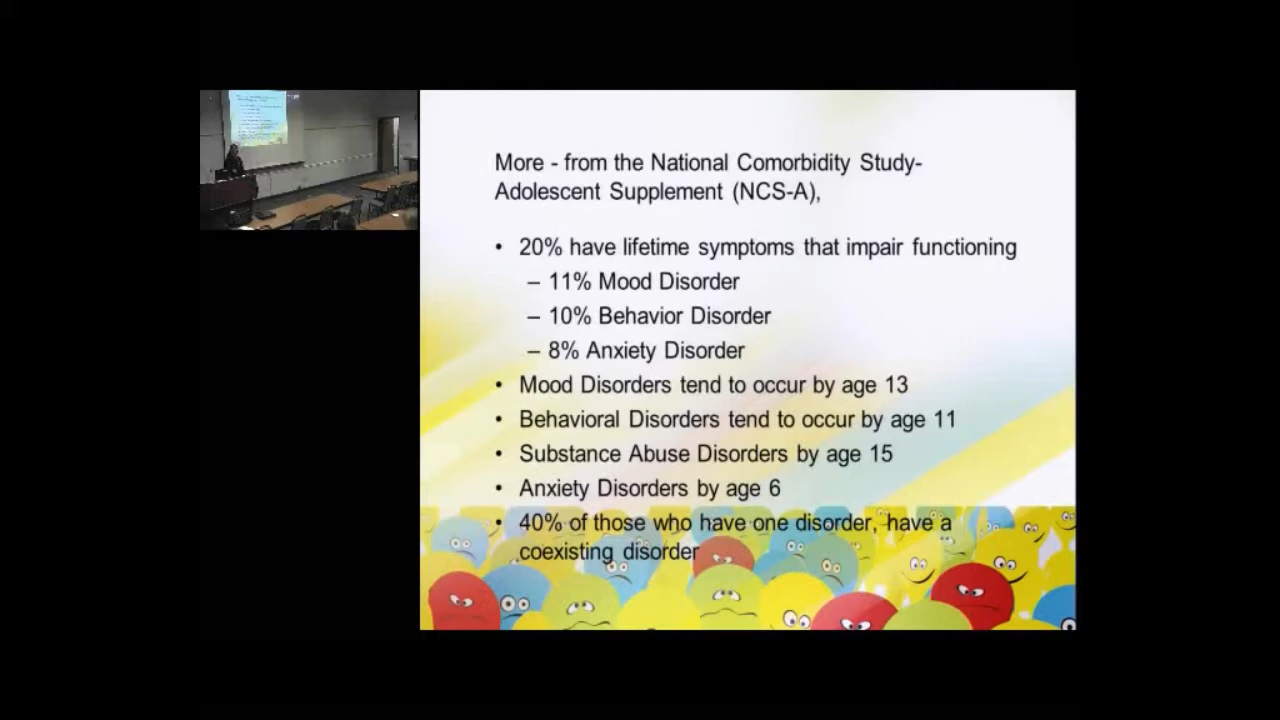 More - from the National Comorbidity Study-
Adolescent Supplement (NCS-A),
• 20% have lifetime symptoms that impair functioning
– 11% Mood Disorder
– 10% Behavior Disorder
– 8% Anxiety Disorder
• Mood Disorders tend to occur by age 13
• Behavioral Disorders tend to occur by age 11
• Substance Abuse Disorders by age 15
• Anxiety Disorders by age 6
• 40% of those who have one disorder, have a
coexisting disorder